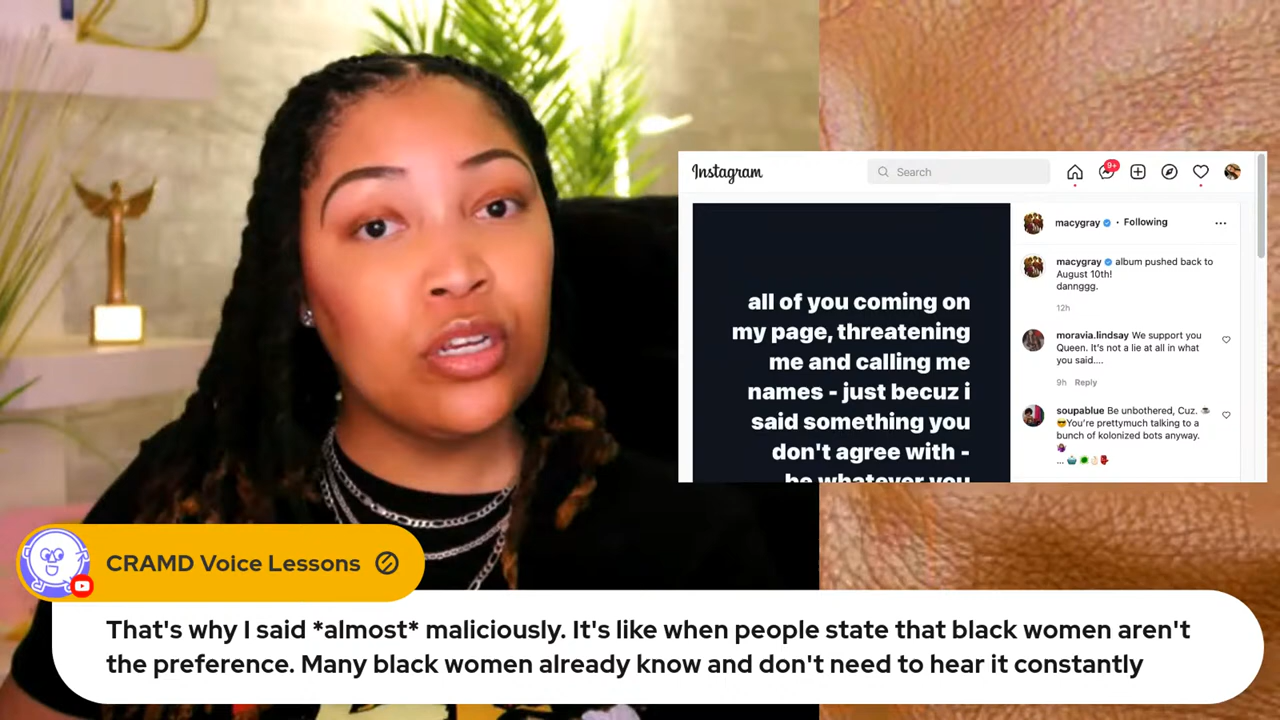 Instagram
Search
9+
all of you coming on
my page, threatening
me and calling me
names - just becuz i
said something you
don't agree with -
be whatever you
macygray • Following
macygray album pushed back to
August 10th!
dannggg.
12h
moravia.lindsay We support you
Queen. It's not a lie at all in what
you said....
9h Reply
soupablue Be unbothered, Cuz. ☕
😎You're prettymuch talking to a
bunch of kolonized bots anyway.
...
CRAMD Voice Lessons
That's why I said *almost* maliciously. It's like when people state that black women aren't
the preference. Many black women already know and don't need to hear it constantly